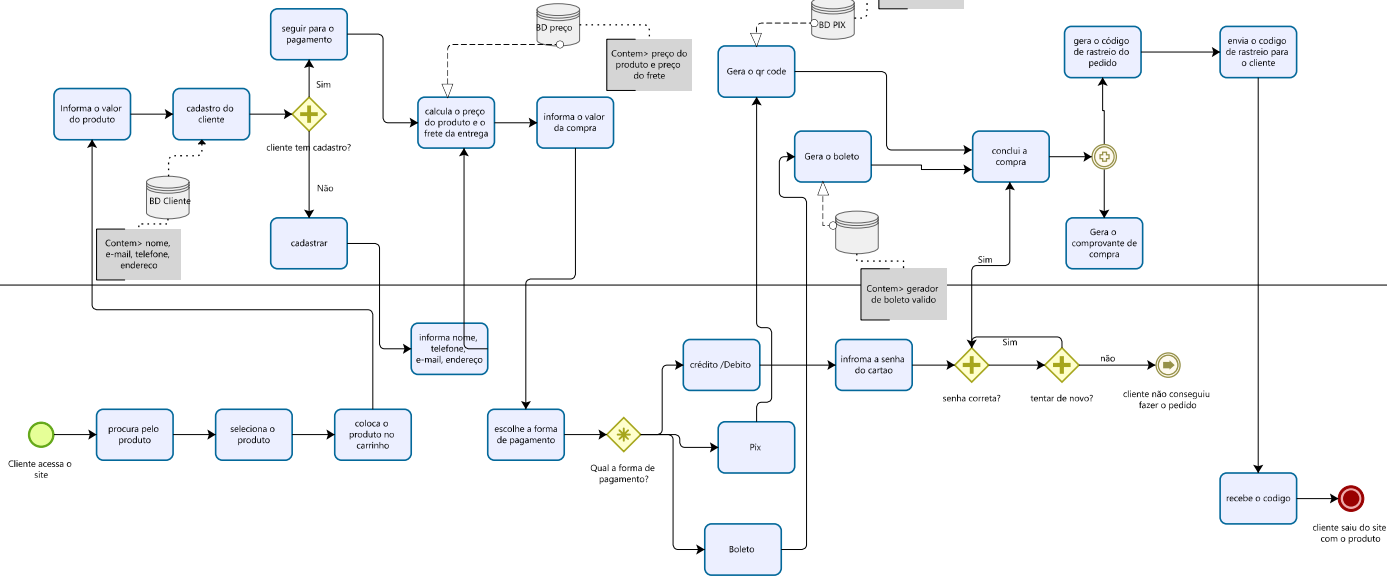 seguir para o
pagamento
BD preço
Contem> preço do
produto e preço
do frete
BD PIX
Gera o qr code
gera o código
de rastreio do
pedido
envia o codigo
de rastreio para
o cliente
Sim
Informa o valor
do produto
cadastro do
cliente
calcula o preço
do produto e o
frete da entrega
informa o valor
da compra
cliente tem cadastro?
Gera o boleto
conclui a
compra
Não
BD Cliente
Contem> nome,
e-mail, telefone,
endereco
cadastrar
Gera o
comprovante de
compra
Sim
Contem> gerador
de boleto valido
informa nome,
telefone,
e-mail, endereço
crédito /Debito
infroma a senha
do cartao
Sim
não
senha correta?
tentar de novo?
cliente não conseguiu
fazer o pedido
procura pelo
produto
seleciona o
produto
coloca o
produto no
carrinho
escolhe a forma
de pagamento
Pix
Cliente acessa o
site
Qual a forma de
pagamento?
recebe o codigo
cliente saiu do site
com o produto
Boleto